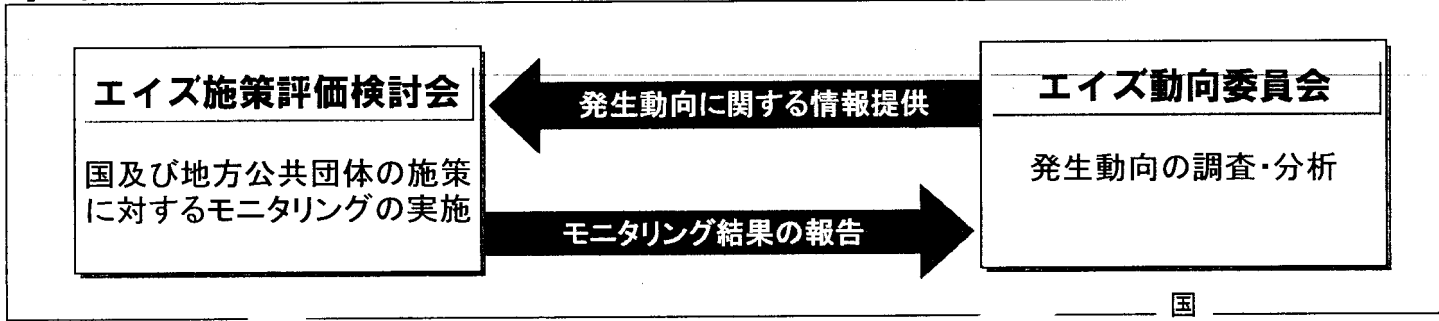 エイズ施策評価検討会
国及び地方公共団体の施策
に対するモニタリングの実施
発生動向に関する情報提供
モニタリング結果の報告
エイズ動向委員会
発生動向の調査・分析
国